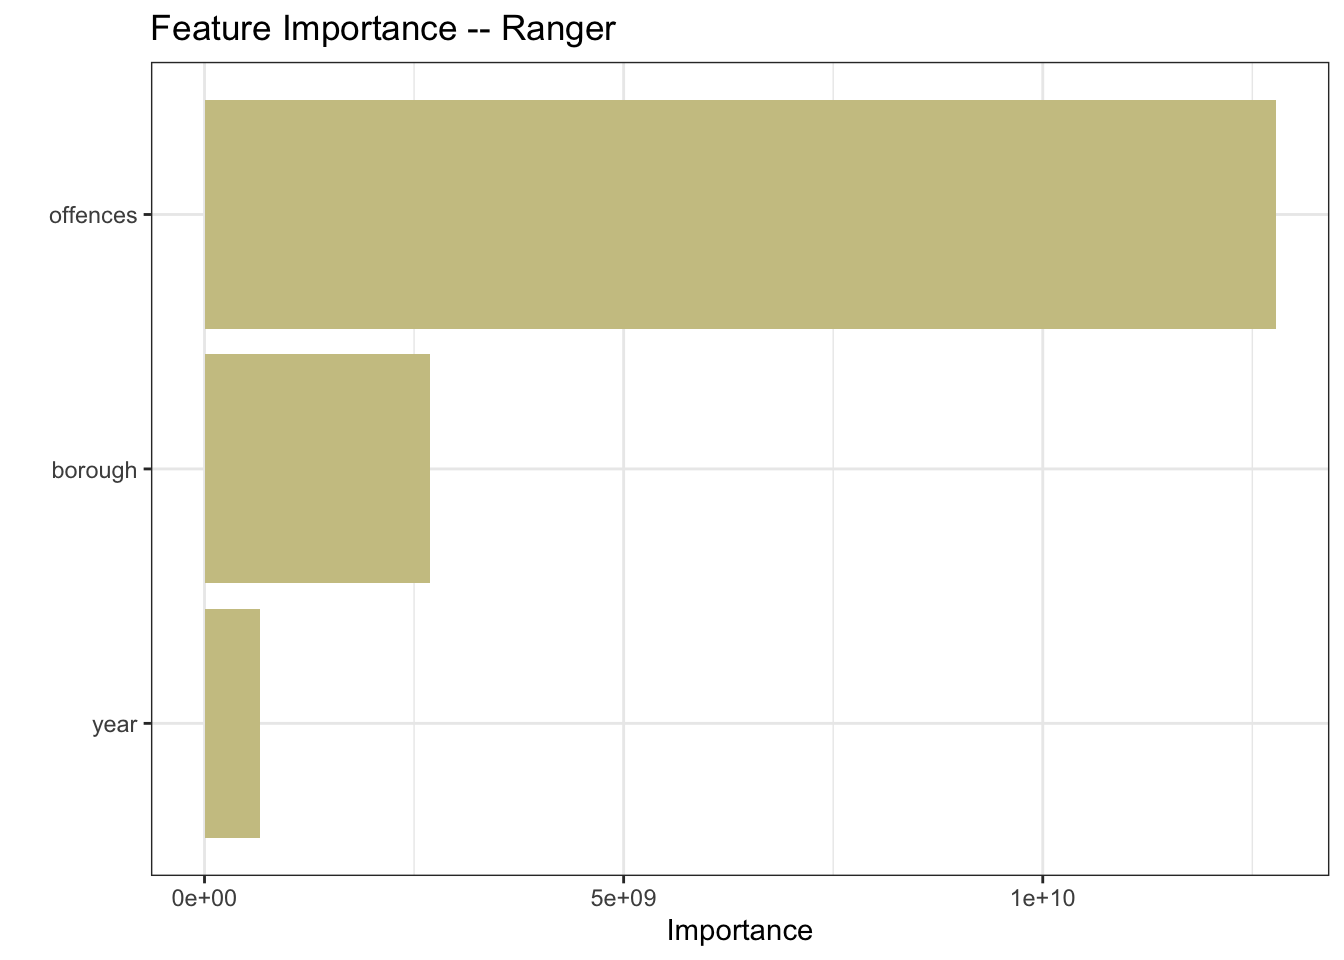 Feature Importance -- Ranger
offences
borough
year
0e+00 5e+09 1e+10
Importance